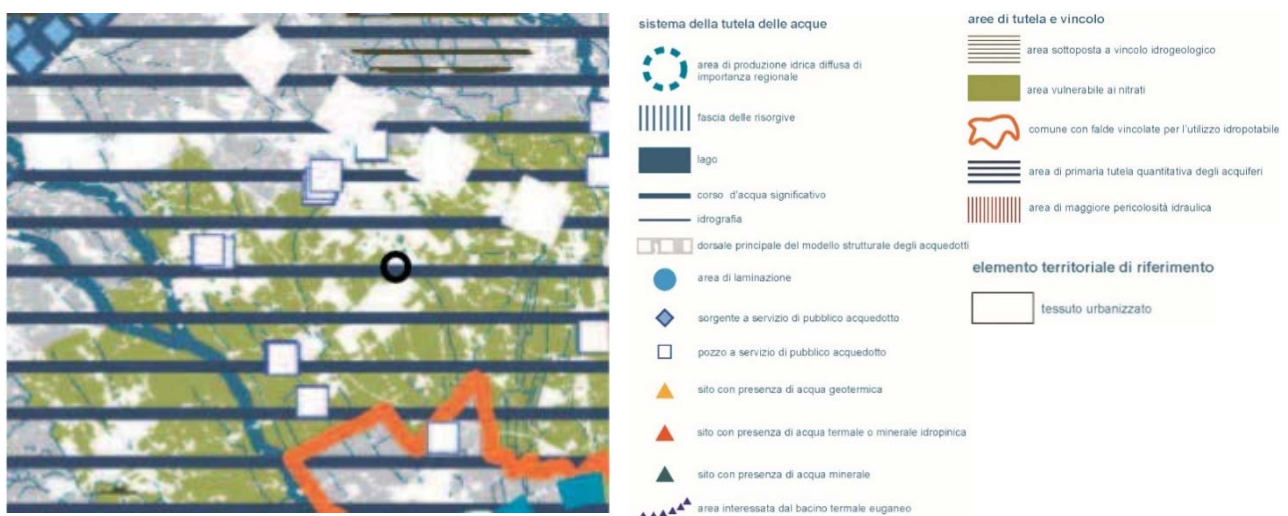 sistema della tutela delle acque
area di produzione idrica diffusa di
importanza regionale
fascia delle risorgive
lago
corso d'acqua significativo
idrografia
dorsale principale del modello strutturale degli acquedotti
area di laminazione
sorgente a servizio di pubblico acquedotto
pozzo a servizio di pubblico acquedotto
sito con presenza di acqua geotermica
sito con presenza di acqua termale o minerale idropinica
sito con presenza di acqua minerale
area interessata dal bacino termale euganeo
aree di tutela e vincolo
area sottoposta a vincolo idrogeologico
area vulnerabile ai nitrati
comune con falde vincolate per l'utilizzo idropotabile
area di primaria tutela quantitativa degli acquiferi
area di maggiore pericolosità idraulica
elemento territoriale di riferimento
tessuto urbanizzato